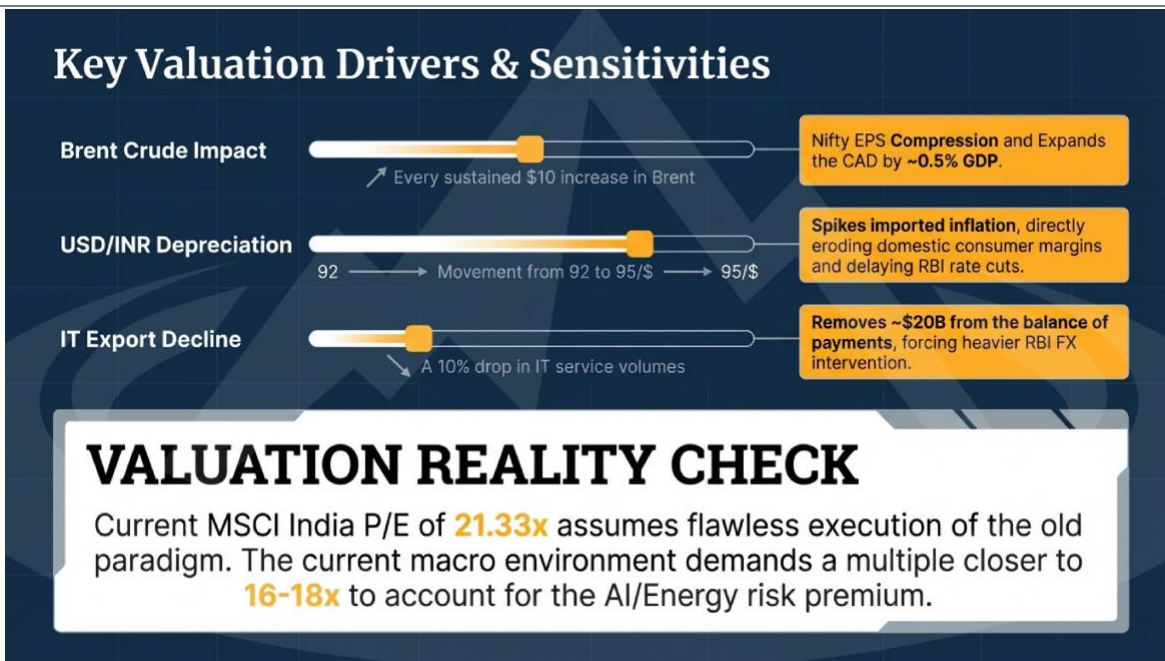 Key Valuation Drivers & Sensitivities
Brent Crude Impact
Every sustained $10 increase in Brent
Nifty EPS Compression and Expands
the CAD by ~0.5% GDP.
USD/INR Depreciation
92
Movement from 92 to 95/$
95/$
Spikes imported inflation, directly
eroding domestic consumer margins
and delaying RBI rate cuts.
IT Export Decline
A 10% drop in IT service volumes
Removes ~$20B from the balance of
payments, forcing heavier RBI FX
intervention.
VALUATION REALITY CHECK
Current MSCI India P/E of 21.33x assumes flawless execution of the old
paradigm. The current macro environment demands a multiple closer to
16-18x to account for the AI/Energy risk premium.